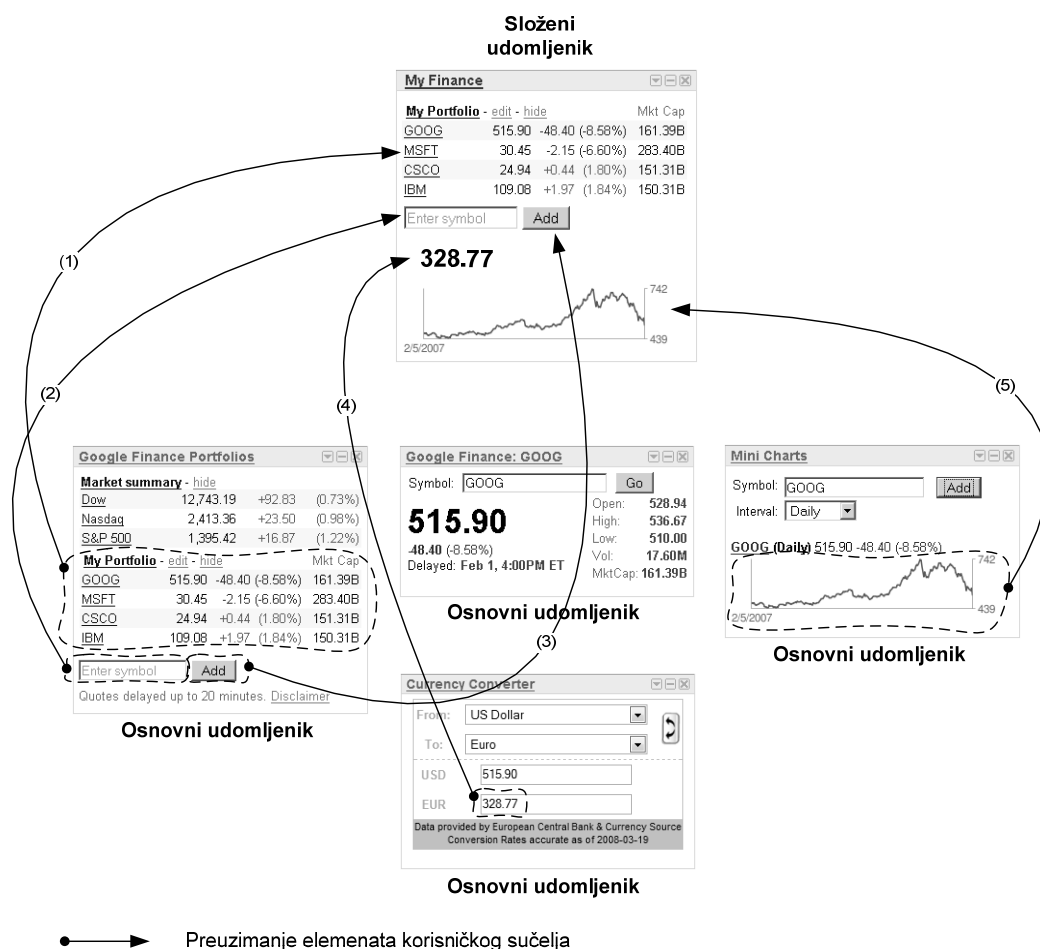 Složeni
udomljenik
My Finance
My Portfolio - edit - hide Mkt Cap
GOOG 515.90 -48.40 (-8.58%) 161.39B
MSFT 30.45 -2.15 (-6.60%) 283.40B
CSCO 24.94 +0.44 (1.80%) 151.31B
IBM 109.08 +1.97 (1.84%) 150.31B
Enter symbol Add
328.77
742
439
2/5/2007
(1)
(2)
(4)
(5)
(3)
Google Finance Portfolios
Market summary - hide
Dow 12,743.19 +92.83 (0.73%)
Nasdaq 2,413.36 +23.50 (0.98%)
S&P 500 1,395.42 +16.87 (1.22%)
My Portfolio - edit - hide Mkt Cap
GOOG 515.90 -48.40 (-8.58%) 161.39B
MSFT 30.45 -2.15 (-6.60%) 283.40B
CSCO 24.94 +0.44 (1.80%) 151.31B
IBM 109.08 +1.97 (1.84%) 150.31B
Enter symbol Add
Quotes delayed up to 20 minutes. Disclaimer
Osnovni udomljenik
Google Finance: GOOG
Symbol: GOOG Go
515.90
-48.40 (-8.58%)
Delayed: Feb 1, 4:00PM ET
Open: 528.94
High: 536.67
Low: 510.00
Vol: 17.60M
MktCap: 161.39B
Osnovni udomljenik
Mini Charts
Symbol: GOOG Add
Interval: Daily
GOOG (Daily) 515.90 -48.40 (-8.58%)
742
439
2/5/2007
Osnovni udomljenik
Currency Converter
From: US Dollar
To: Euro
USD 515.90
EUR 328.77
Data provided by European Central Bank & Currency Source
Conversion Rates accurate as of 2008-03-19
Osnovni udomljenik
Preuzimanje elemenata korisničkog sučelja